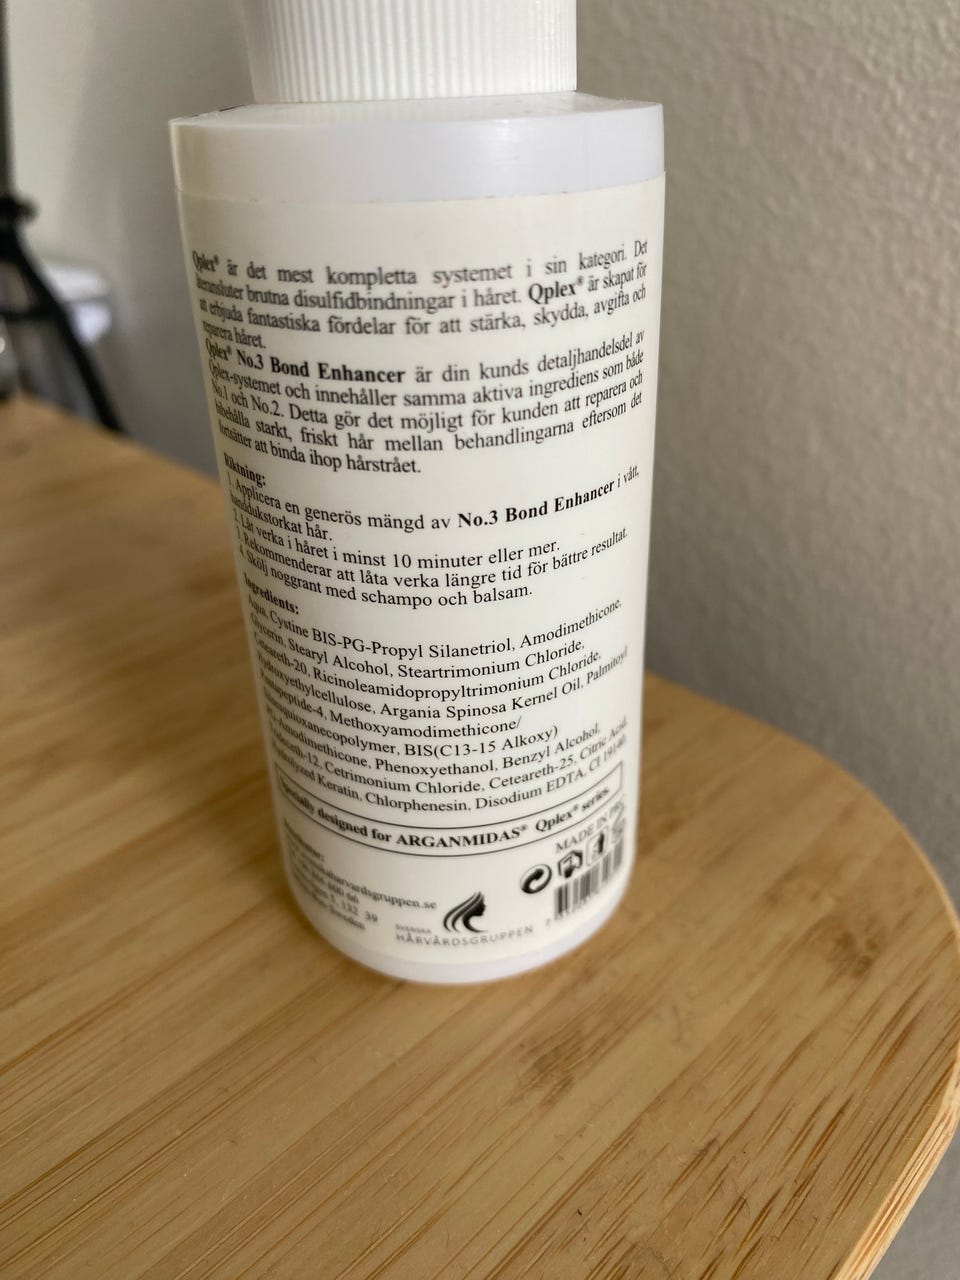 Qplex® är det mest kompletta systemet i sin kategori. Det
återansluter brutna disulfidbindningar i håret. Qplex® är skapat för
att erbjuda fantastiska fördelar för att stärka, skydda, avgifta och
reparera håret.
Qplex® No.3 Bond Enhancer är din kunds detaljhandelsdel av
Qplex-systemet och innehåller samma aktiva ingrediens som både
No.1 och No.2. Detta gör det möjligt för kunden att reparera och
bibehålla starkt, friskt hår mellan behandlingarna eftersom det
fortsätter att binda ihop hårstrået.
Riktning:
1. Applicera en generös mängd av No.3 Bond Enhancer i vått,
handdukstorkat hår.
2. Låt verka i håret i minst 10 minuter eller mer.
3. Rekommenderar att låta verka längre tid för bättre resultat.
4. Skölj noggrant med schampo och balsam.
Ingredients:
Aqua, Cystine BIS-PG-Propyl Silanetriol, Amodimethicone,
Glycerin, Stearyl Alcohol, Steartrimonium Chloride,
Ceteareth-20, Ricinoleamidopropyltrimonium Chloride,
Hydroxyethylcellulose, Argania Spinosa Kernel Oil, Palmitoyl
Pentapeptide-4, Methoxyamodimethicone/
Silsesquioxanecopolymer, BIS(C13-15 Alkoxy)
PG-Amodimethicone, Phenoxyethanol, Benzyl Alcohol,
Trideceth-12, Cetrimonium Chloride, Ceteareth-25, Citric Acid,
Hydrolyzed Keratin, Chlorphenesin, Disodium EDTA, CI 19140.
Specially designed for ARGANMIDAS® Qplex® series.
MADE IN
SVENSKA
HÅRVÅRDSGRUPPEN